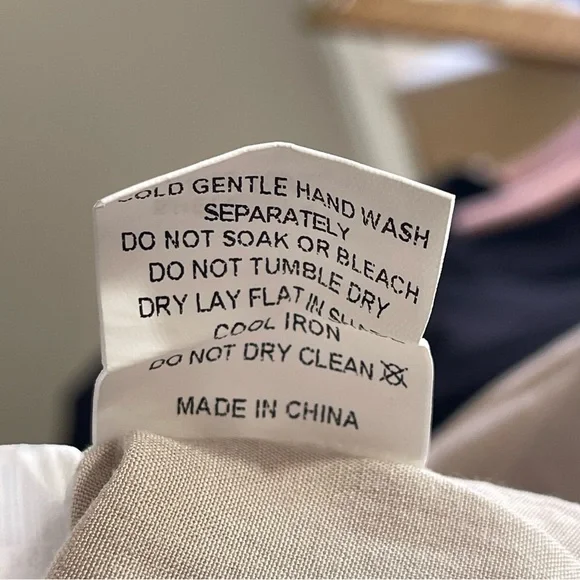 COLD GENTLE HAND WASH
SEPARATELY
DO NOT SOAK OR BLEACH
DO NOT TUMBLE DRY
DRY LAY FLAT IN
COOL IRON
DO NOT DRY CLEAN
MADE IN CHINA